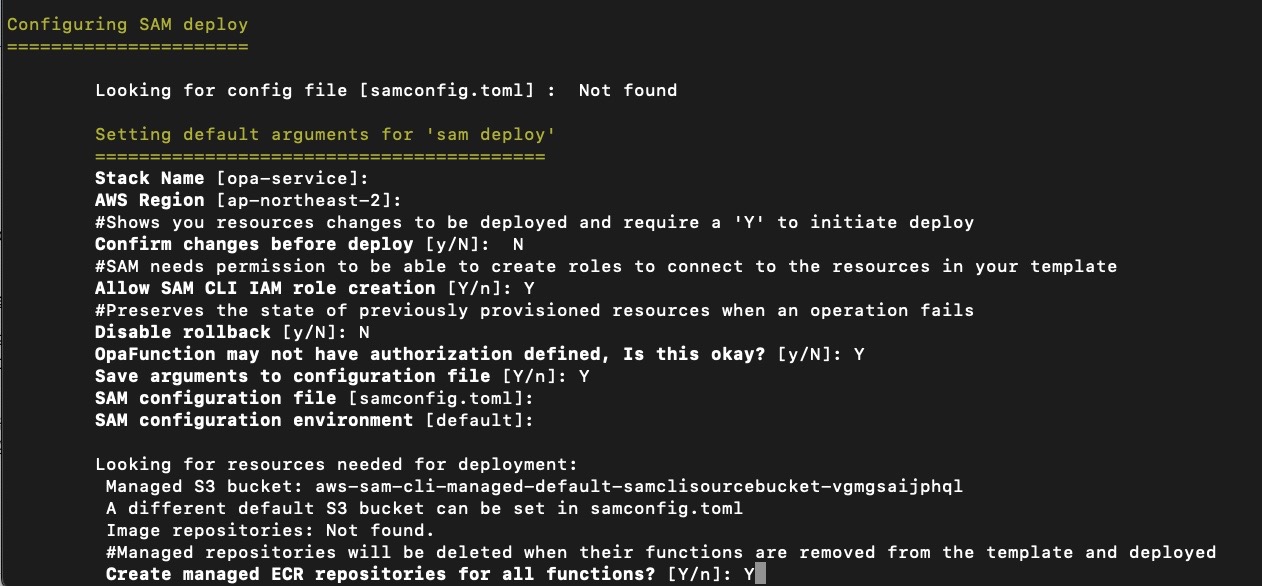 Configuring SAM deploy
======================
Looking for config file [samconfig.toml] :  Not found
Setting default arguments for 'sam deploy'
=========================================
Stack Name [opa-service]:
AWS Region [ap-northeast-2]:
#Shows you resources changes to be deployed and require a 'Y' to initiate deploy
Confirm changes before deploy [y/N]:  N
#SAM needs permission to be able to create roles to connect to the resources in your template
Allow SAM CLI IAM role creation [Y/n]: Y
#Preserves the state of previously provisioned resources when an operation fails
Disable rollback [y/N]: N
OpaFunction may not have authorization defined, Is this okay? [y/N]: Y
Save arguments to configuration file [Y/n]: Y
SAM configuration file [samconfig.toml]:
SAM configuration environment [default]:
Looking for resources needed for deployment:
Managed S3 bucket: aws-sam-cli-managed-default-samclisourcebucket-vgmgsaijphql
A different default S3 bucket can be set in samconfig.toml
Image repositories: Not found.
#Managed repositories will be deleted when their functions are removed from the template and deployed
Create managed ECR repositories for all functions? [Y/n]: Y